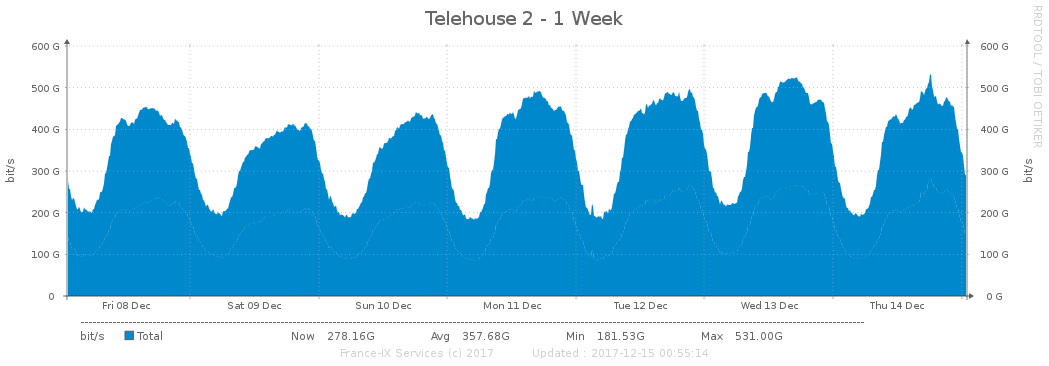 Telehouse 2 - 1 Week
RRDTOOL / TOBI OETIKER
600 G 600 G
500 G 500 G
400 G 400 G
300 G 300 G
200 G 200 G
100 G 100 G
0 0 G
bit/s bit/s
Fri 08 Dec Sat 09 Dec Sun 10 Dec Mon 11 Dec Tue 12 Dec Wed 13 Dec Thu 14 Dec
bit/s Total Now 278.16G Avg 357.68G Min 181.53G Max 531.00G
France-IX Services (c) 2017 Updated : 2017-12-15 00:55:14